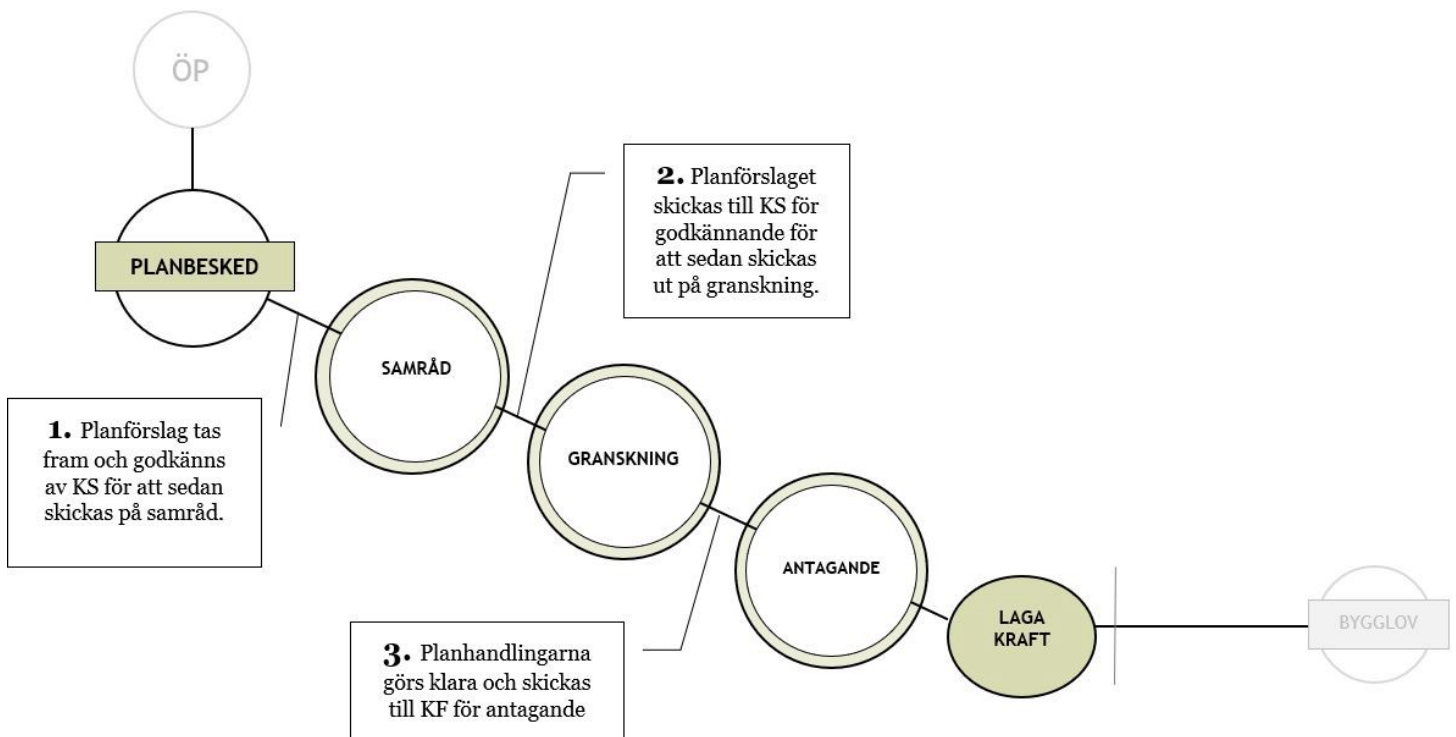 ÖP
PLANBESKED
SAMRÅD
GRANSKNING
ANTAGANDE
LAGA
KRAFT
BYGGLOV
1. Planförslag tas
fram och godkänns
av KS för att sedan
skickas på samråd.
2. Planförslaget
skickas till KS för
godkännande för
att sedan skickas
ut på granskning.
3. Planhandlingarna
görs klara och skickas
till KF för antagande